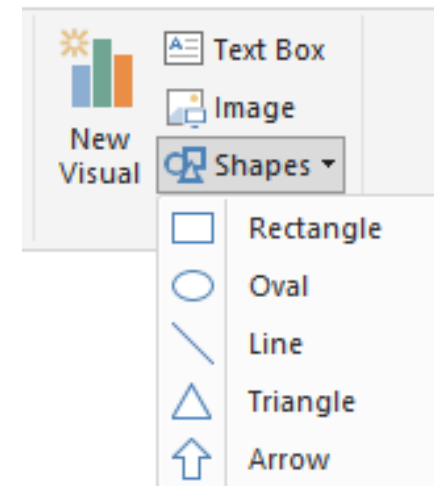 New
Visual
Text Box
Image
Shapes
Rectangle
Oval
Line
Triangle
Arrow